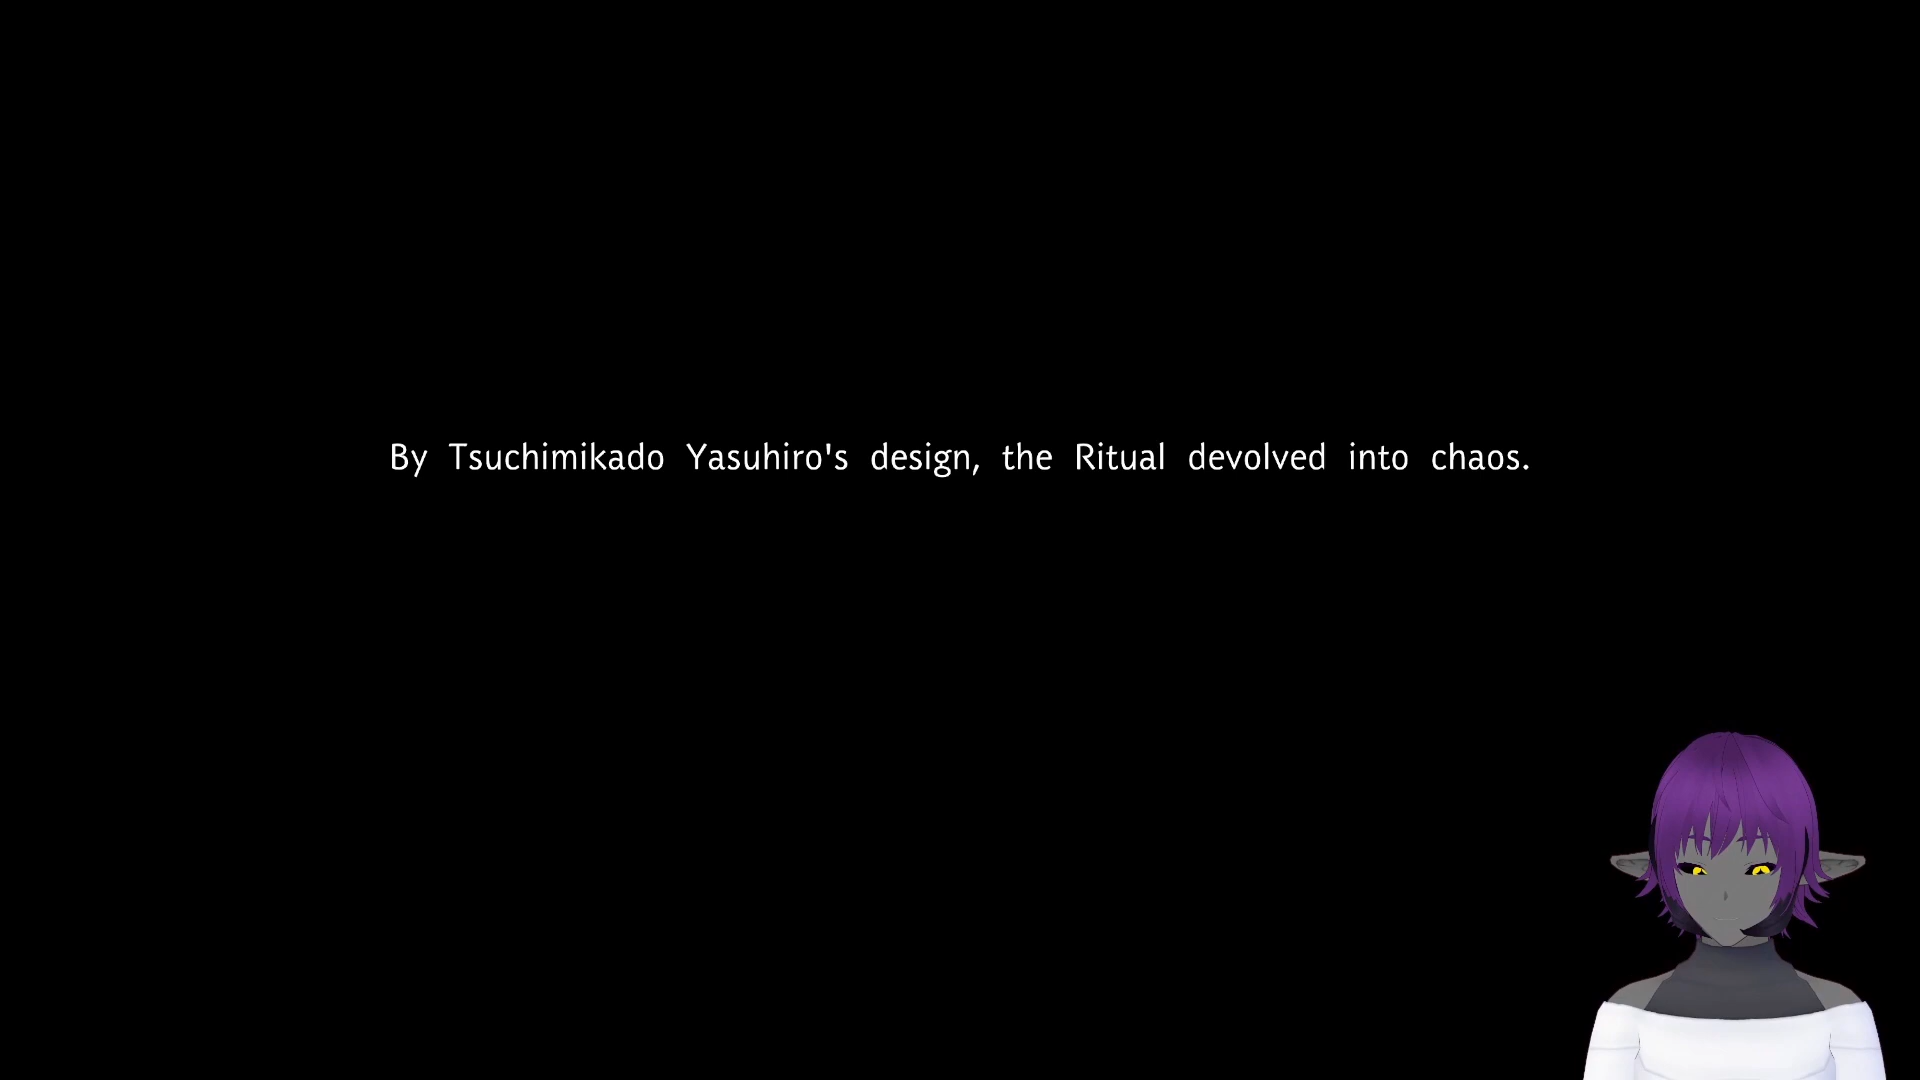 By Tsuchimikado Yasuhiro's design, the Ritual devolved into chaos.